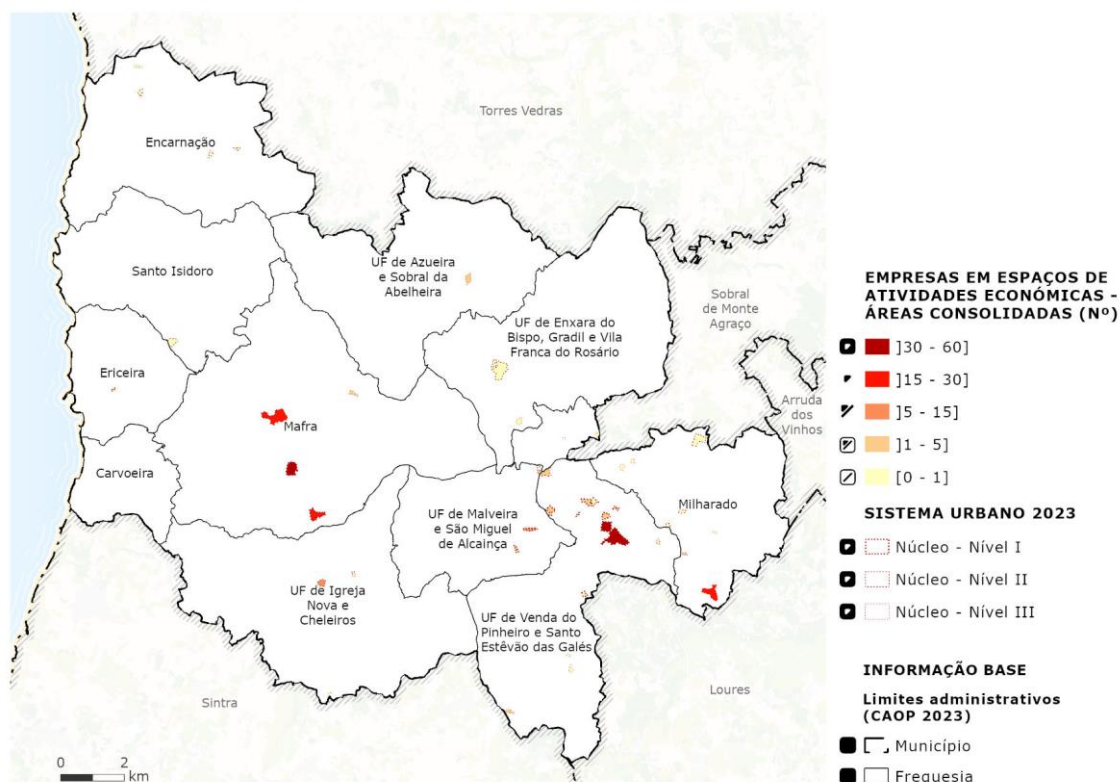 Torres Vedras
Encarnação
Santo Isidoro
UF de Azueira
e Sobral da
Abelheira
Sobral
de Monte
Agraço
UF de Enxara do
Bispo, Gradil e Vila
Franca do Rosário
Ericeira
Arruda
dos
Vinhos
Mafra
Carvoeira
UF de Malveira
e São Miguel
de Alcainça
Milharado
UF de Igreja
Nova e
Cheleiros
UF de Venda do
Pinheiro e Santo
Estêvão das Galés
Sintra
Loures
0 2
km
EMPRESAS EM ESPAÇOS DE
ATIVIDADES ECONÓMICAS -
ÁREAS CONSOLIDADAS (Nº)
]30 - 60]
]15 - 30]
]5 - 15]
]1 - 5]
[0 - 1]
SISTEMA URBANO 2023
Núcleo - Nível I
Núcleo - Nível II
Núcleo - Nível III
INFORMAÇÃO BASE
Limites administrativos
(CAOP 2023)
Município
Freguesia